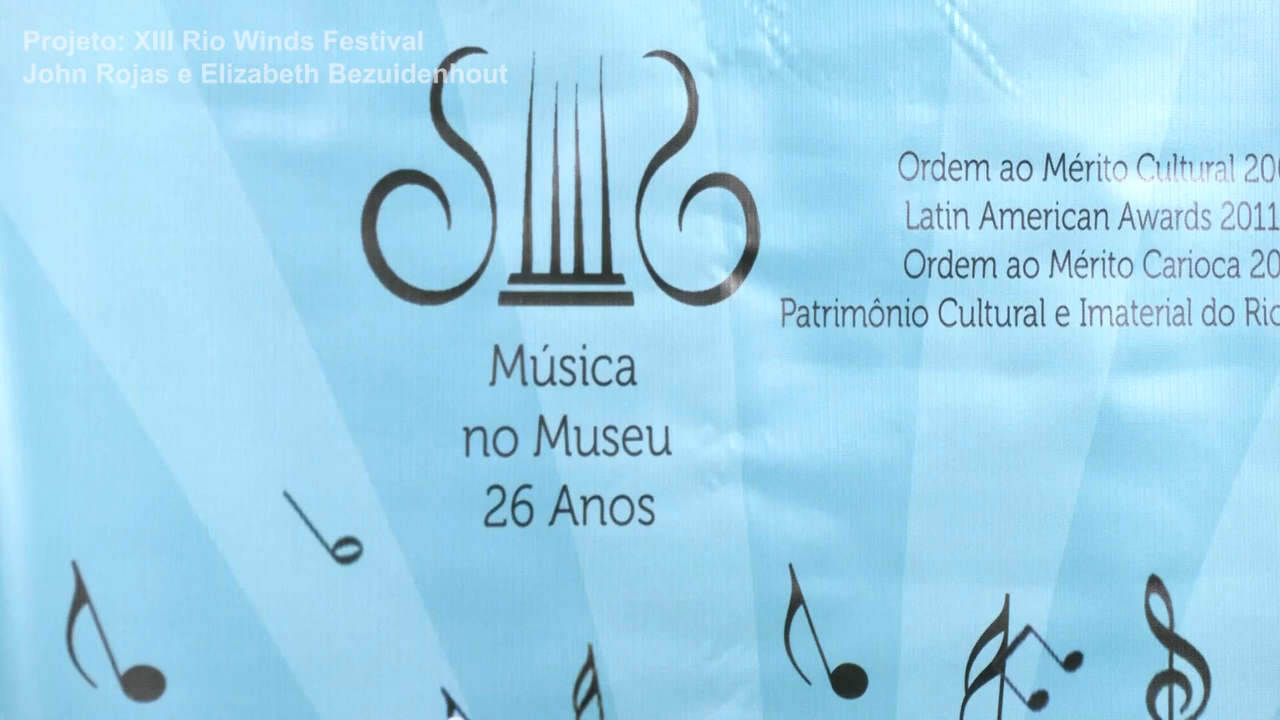 Projeto: XIII Rio Winds Festival
John Rojas e Elizabeth Bezuidenhout
Ordem ao Mérito Cultural
Latin American Awards 2011
Ordem ao Mérito Carioca
Patrimônio Cultural e Imaterial do Rio
Música
no Museu
26 Anos